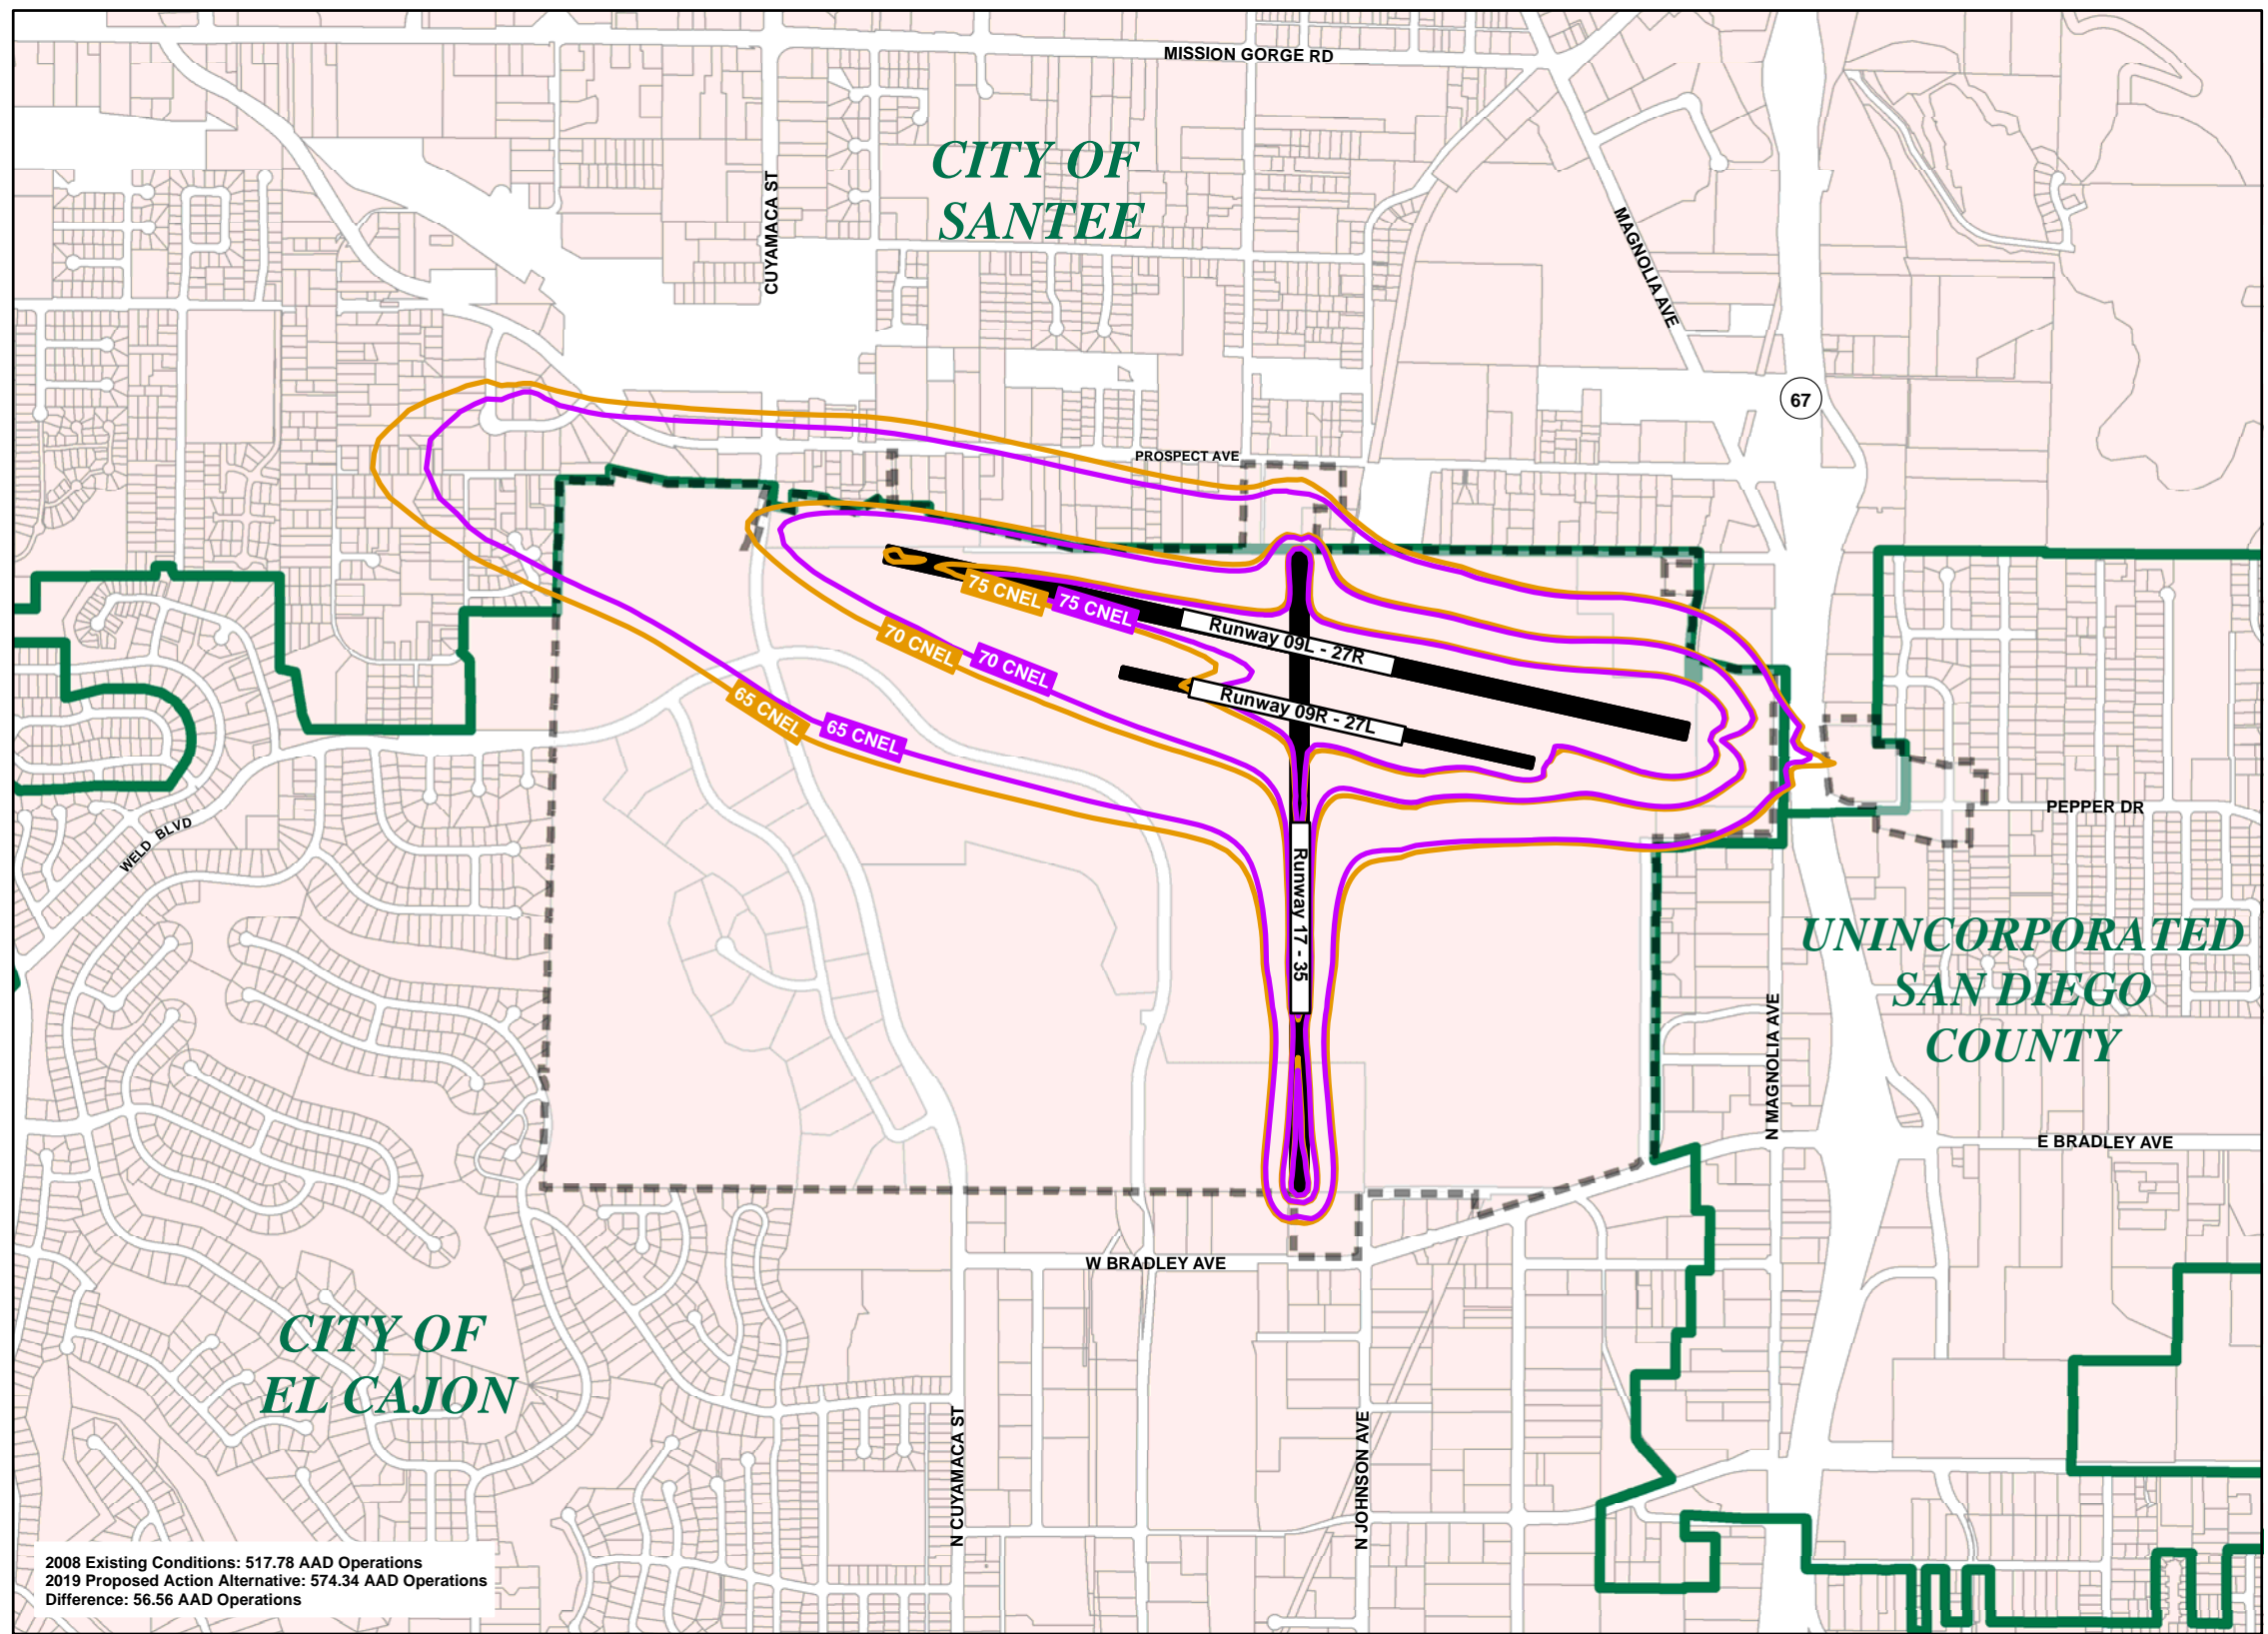 MISSION GORGE RD
CITY OF
SANTEE
CUYAMACA ST
MAGNOLIA AVE
67
PROSPECT AVE
75 CNEL
75 CNEL
Runway 09L - 27R
70 CNEL
70 CNEL
65 CNEL
65 CNEL
Runway 09R - 27L
PEPPER DR
WELD BLVD
Runway 17 - 35
UNINCORPORATED
SAN DIEGO
COUNTY
N MAGNOLIA AVE
E BRADLEY AVE
W BRADLEY AVE
CITY OF
EL CAJON
N CUYAMACA ST
N JOHNSON AVE
2008 Existing Conditions: 517.78 AAD Operations
2019 Proposed Action Alternative: 574.34 AAD Operations
Difference: 56.56 AAD Operations